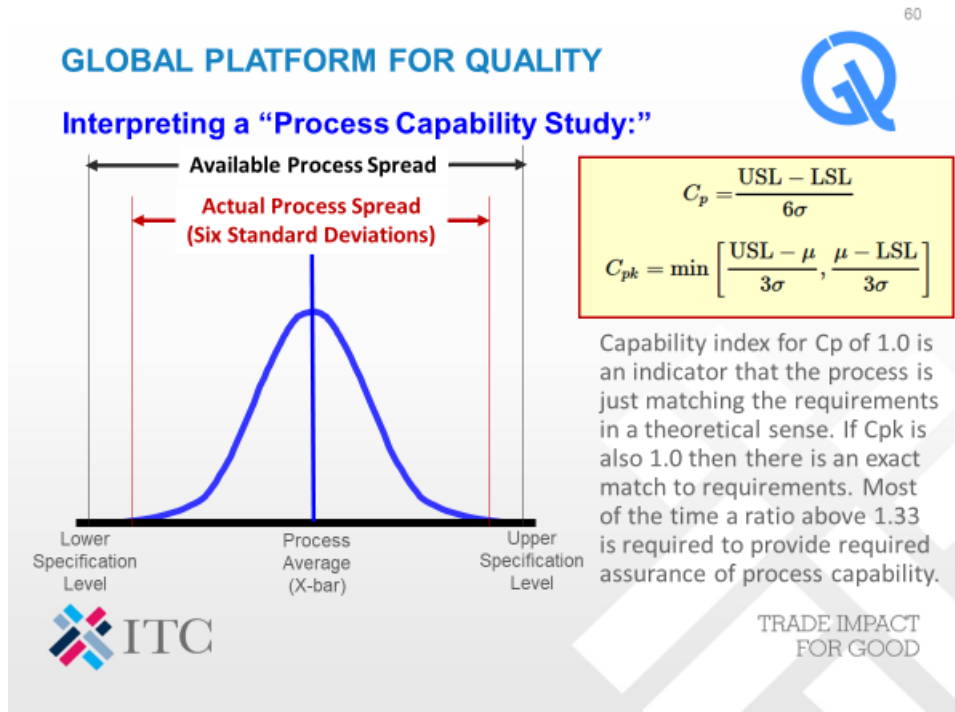 60
GLOBAL PLATFORM FOR QUALITY
Interpreting a “Process Capability Study:”
Available Process Spread
Actual Process Spread
(Six Standard Deviations)
Lower
Specification
Level
Process
Average
(X-bar)
Upper
Specification
Level
C_p = (USL − LSL) / 6σ
C_pk = min [ (USL − μ) / 3σ , (μ − LSL) / 3σ ]
Capability index for Cp of 1.0 is
an indicator that the process is
just matching the requirements
in a theoretical sense. If Cpk is
also 1.0 then there is an exact
match to requirements. Most
of the time a ratio above 1.33
is required to provide required
assurance of process capability.
ITC
TRADE IMPACT
FOR GOOD